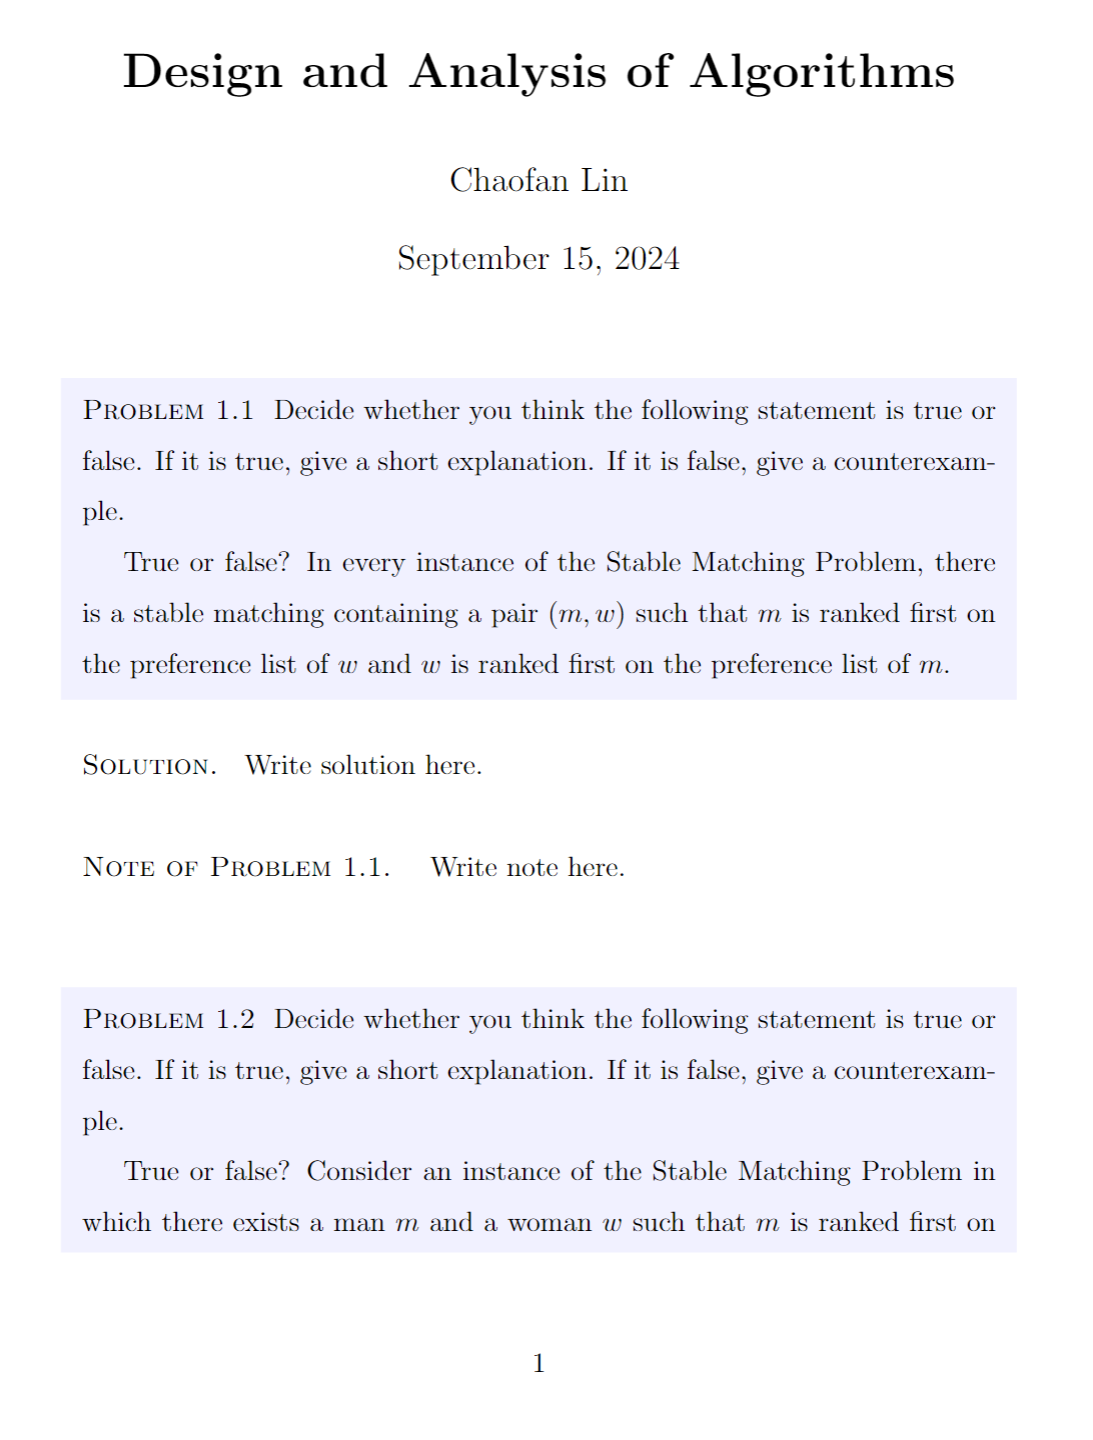 Design and Analysis of Algorithms
Chaofan Lin
September 15, 2024
Problem 1.1 Decide whether you think the following statement is true or
false. If it is true, give a short explanation. If it is false, give a counterexam-
ple.
True or false? In every instance of the Stable Matching Problem, there
is a stable matching containing a pair (m, w) such that m is ranked first on
the preference list of w and w is ranked first on the preference list of m.
Solution. Write solution here.
Note of Problem 1.1. Write note here.
Problem 1.2 Decide whether you think the following statement is true or
false. If it is true, give a short explanation. If it is false, give a counterexam-
ple.
True or false? Consider an instance of the Stable Matching Problem in
which there exists a man m and a woman w such that m is ranked first on
1